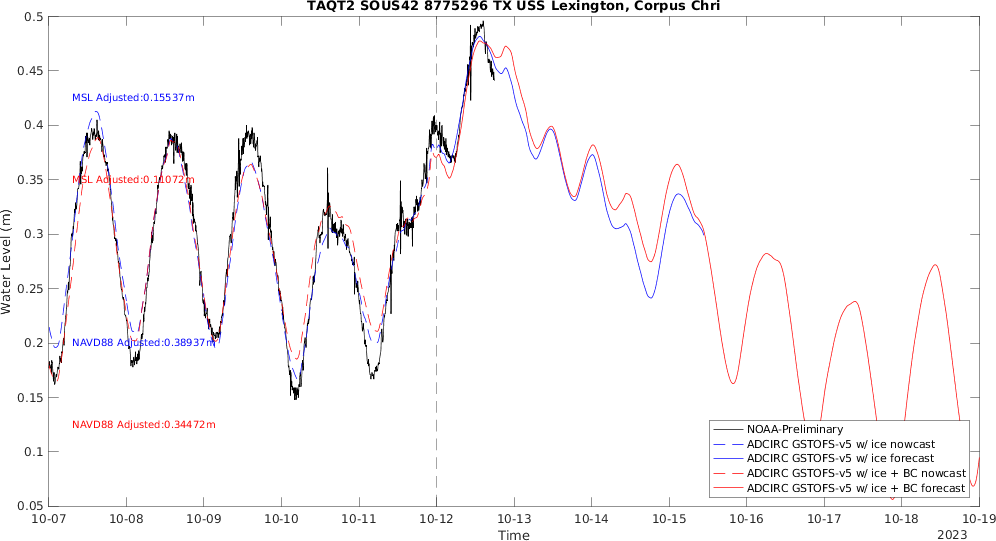 TAQT2 SOUS42 8775296 TX USS Lexington, Corpus Chri
0.5
0.45
0.4
0.35
0.3
0.25
0.2
0.15
0.1
0.05
Water Level (m)
MSL Adjusted:0.15537m
MSL Adjusted:0.11072m
NAVD88 Adjusted:0.38937m
NAVD88 Adjusted:0.34472m
NOAA-Preliminary
ADCIRC GSTOFS-v5 w/ ice nowcast
ADCIRC GSTOFS-v5 w/ ice forecast
ADCIRC GSTOFS-v5 w/ ice + BC nowcast
ADCIRC GSTOFS-v5 w/ ice + BC forecast
10-07 10-08 10-09 10-10 10-11 10-12 10-13 10-14 10-15 10-16 10-17 10-18 10-19
Time
2023